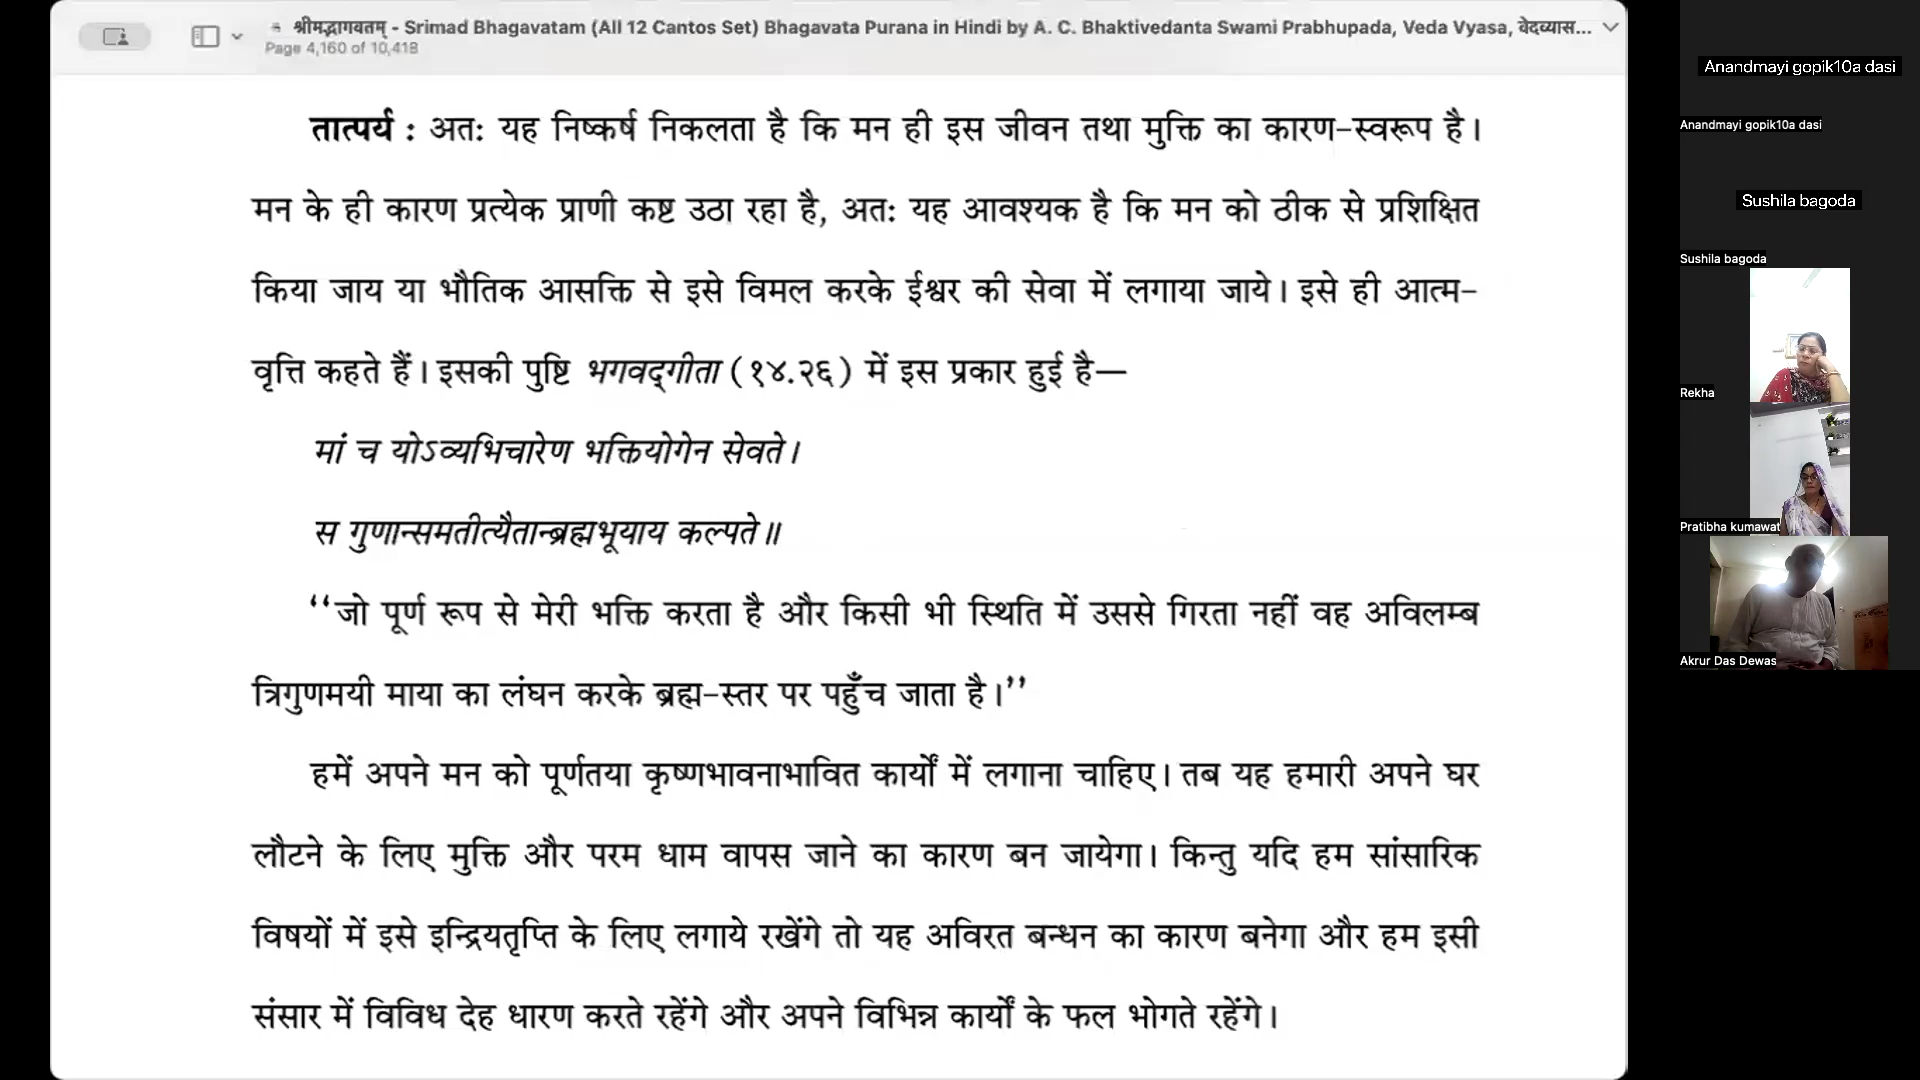 श्रीमद्भागवतम् - Srimad Bhagavatam (All 12 Cantos Set) Bhagavata Purana in Hindi by A. C. Bhaktivedanta Swami Prabhupada, Veda Vyasa, वेदव्यास...
Page 4,160 of 10,418
तात्पर्य : अतः यह निष्कर्ष निकलता है कि मन ही इस जीवन तथा मुक्ति का कारण-स्वरूप है।
मन के ही कारण प्रत्येक प्राणी कष्ट उठा रहा है, अतः यह आवश्यक है कि मन को ठीक से प्रशिक्षित
किया जाय या भौतिक आसक्ति से इसे विमल करके ईश्वर की सेवा में लगाया जाये। इसे ही आत्म-
वृत्ति कहते हैं। इसकी पुष्टि भगवद्‌गीता (१४.२६) में इस प्रकार हुई है—
मां च योऽव्यभिचारेण भक्तियोगेन सेवते।
स गुणान्समतीत्यैतान्ब्रह्मभूयाय कल्पते॥
‘‘जो पूर्ण रूप से मेरी भक्ति करता है और किसी भी स्थिति में उससे गिरता नहीं वह अविलम्ब
त्रिगुणमयी माया का लंघन करके ब्रह्म-स्तर पर पहुँच जाता है।’’
हमें अपने मन को पूर्णतया कृष्णभावनाभावित कार्यों में लगाना चाहिए। तब यह हमारी अपने घर
लौटने के लिए मुक्ति और परम धाम वापस जाने का कारण बन जायेगा। किन्तु यदि हम सांसारिक
विषयों में इसे इन्द्रियतृप्ति के लिए लगाये रखेंगे तो यह अविरत बन्धन का कारण बनेगा और हम इसी
संसार में विविध देह धारण करते रहेंगे और अपने विभिन्न कार्यों के फल भोगते रहेंगे।
Anandmayi gopik10a dasi
Anandmayi gopik10a dasi
Sushila bagoda
Sushila bagoda
Rekha
Pratibha kumawat
Akrur Das Dewas